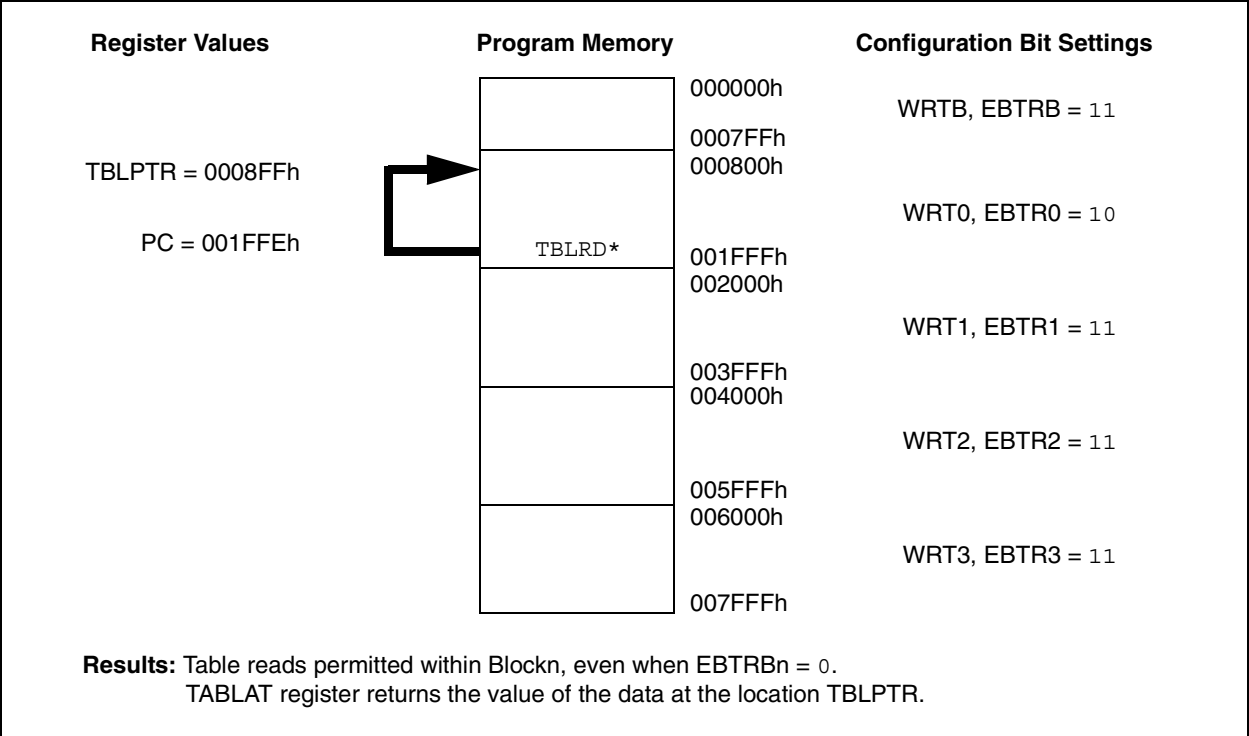 Register Values Program Memory Configuration Bit Settings
000000h
WRTB, EBTRB = 11
0007FFh
TBLPTR = 0008FFh 000800h
WRT0, EBTR0 = 10
PC = 001FFEh TBLRD* 001FFFh
002000h
WRT1, EBTR1 = 11
003FFFh
004000h
WRT2, EBTR2 = 11
005FFFh
006000h
WRT3, EBTR3 = 11
007FFFh
Results: Table reads permitted within Blockn, even when EBTRBn = 0.
TABLAT register returns the value of the data at the location TBLPTR.